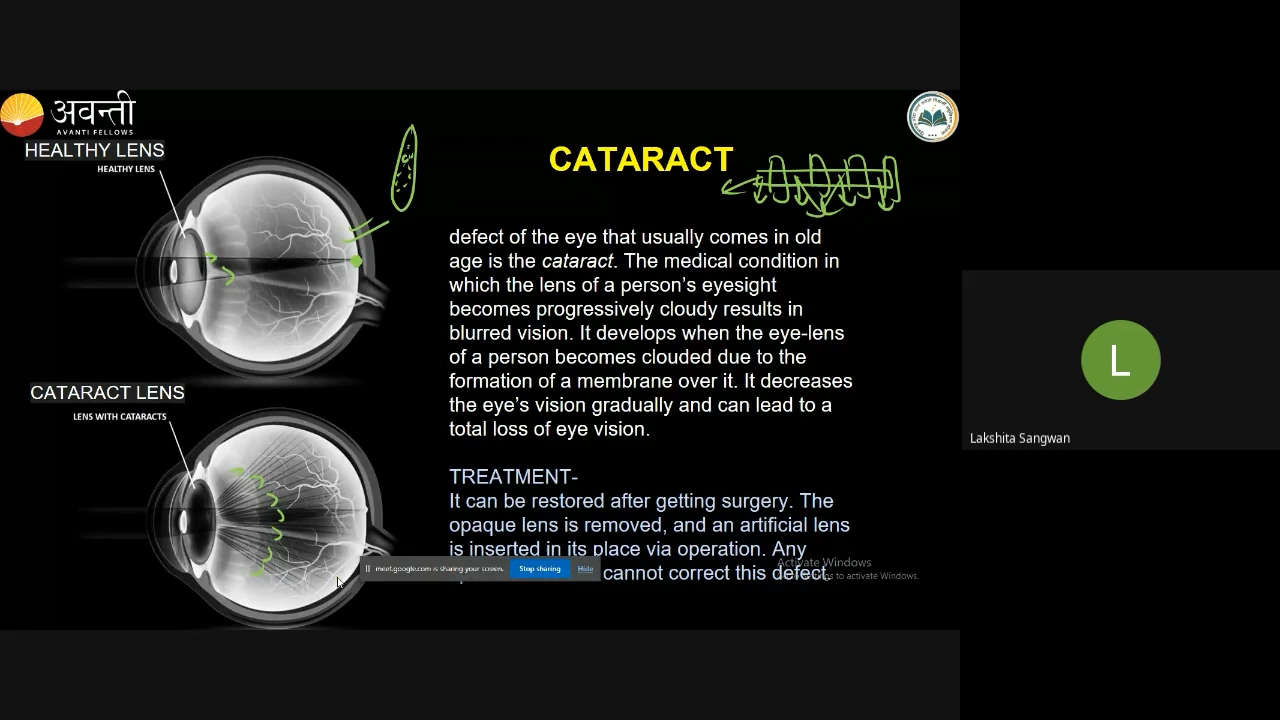 अवन्ती
AVANTI FELLOWS
HEALTHY LENS
HEALTHY LENS
CATARACT
defect of the eye that usually comes in old
age is the cataract. The medical condition in
which the lens of a person’s eyesight
becomes progressively cloudy results in
blurred vision. It develops when the eye-lens
of a person becomes clouded due to the
formation of a membrane over it. It decreases
the eye’s vision gradually and can lead to a
total loss of eye vision.
CATARACT LENS
LENS WITH CATARACTS
TREATMENT-
It can be restored after getting surgery. The
opaque lens is removed, and an artificial lens
is inserted in its place via operation. Any
cannot correct this defect.
meet.google.com is sharing your screen.
Stop sharing
Hide
Activate Windows
to activate Windows.
L
Lakshita Sangwan